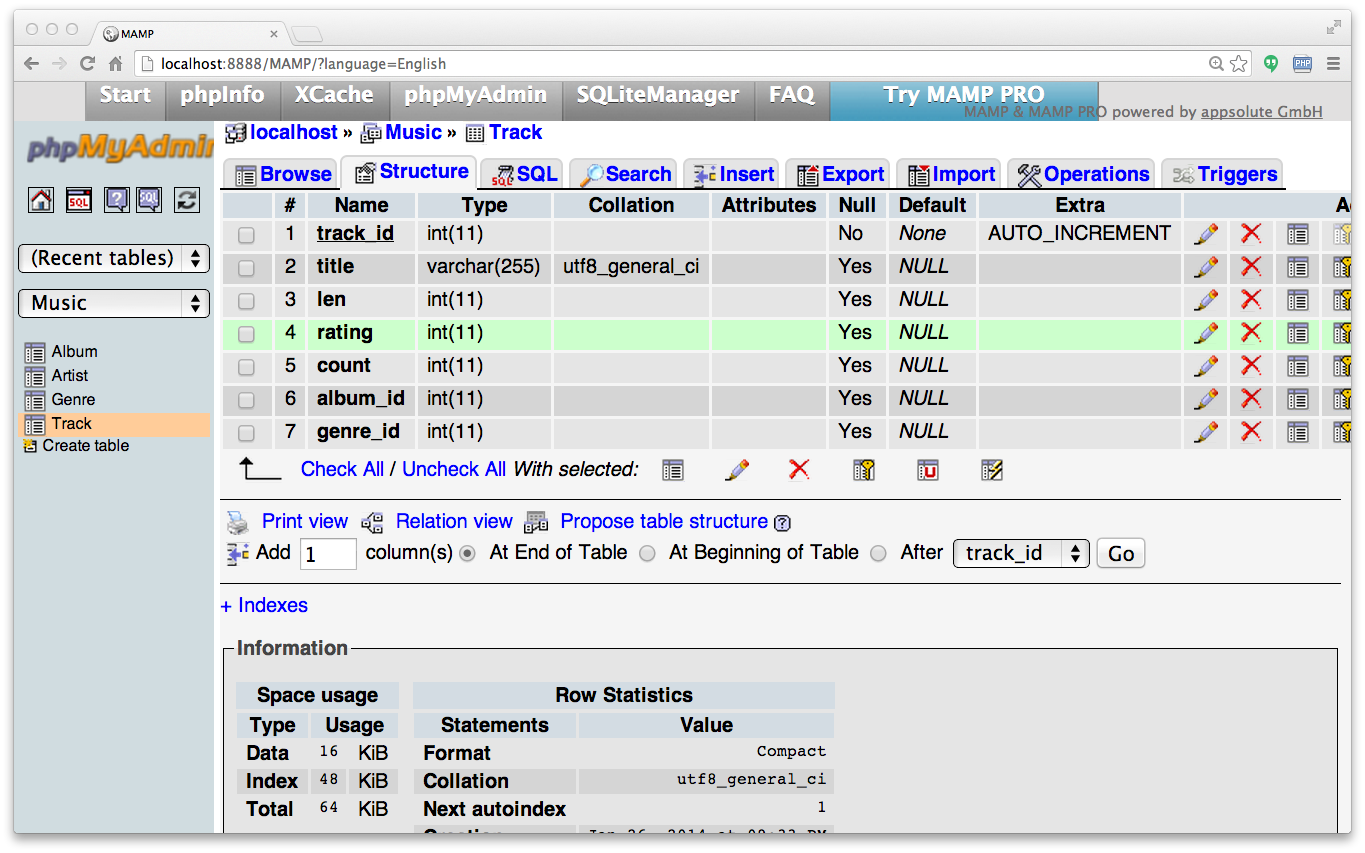 MAMP
localhost:8888/MAMP/?language=English
PHP
Start phpInfo XCache phpMyAdmin SQLiteManager FAQ Try MAMP PRO
MAMP & MAMP PRO powered by appsolute GmbH
phpMyAdmin
localhost » Music » Track
Browse Structure SQL Search Insert Export Import Operations Triggers
SQL SQL
(Recent tables)
Music
Album
Artist
Genre
Track
Create table
# Name Type Collation Attributes Null Default Extra
1 track_id int(11) No None AUTO_INCREMENT
2 title varchar(255) utf8_general_ci Yes NULL
3 len int(11) Yes NULL
4 rating int(11) Yes NULL
5 count int(11) Yes NULL
6 album_id int(11) Yes NULL
7 genre_id int(11) Yes NULL
Check All / Uncheck All With selected:
Print view Relation view Propose table structure
Add 1 column(s) At End of Table At Beginning of Table After track_id Go
+ Indexes
Information
Space usage
Type Usage
Data 16 KiB
Index 48 KiB
Total 64 KiB
Row Statistics
Statements Value
Format Compact
Collation utf8_general_ci
Next autoindex 1